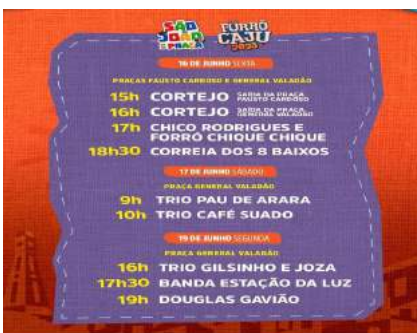 SÃO
JOÃO
É PRAÇA
FORRÓ
CAJU
2023
16 DE JUNHO SEXTA
PRAÇAS FAUSTO CARDOSO E GENERAL VALADÃO
15h CORTEJO SAÍDA DA PRAÇA FAUSTO CARDOSO
16h CORTEJO SAÍDA DA PRAÇA GENERAL VALADÃO
17h CHICO RODRIGUES E
FORRÓ CHIQUE CHIQUE
18h30 CORREIA DOS 8 BAIXOS
17 DE JUNHO SÁBADO
PRAÇA GENERAL VALADÃO
9h TRIO PAU DE ARARA
10h TRIO CAFÉ SUADO
19 DE JUNHO SEGUNDA
PRAÇA GENERAL VALADÃO
16h TRIO GILSINHO E JOZA
17h30 BANDA ESTAÇÃO DA LUZ
19h DOUGLAS GAVIÃO